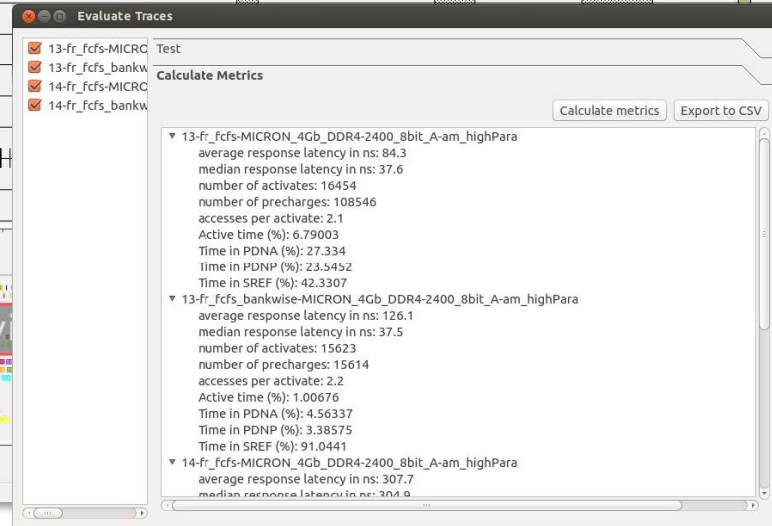 Evaluate Traces
13-fr_fcfs-MICRO
13-fr_fcfs_bankw
14-fr_fcfs-MICRO
14-fr_fcfs_bankw
Test
Calculate Metrics
Calculate metrics
Export to CSV
13-fr_fcfs-MICRON_4Gb_DDR4-2400_8bit_A-am_highPara
average response latency in ns: 84.3
median response latency in ns: 37.6
number of activates: 16454
number of precharges: 108546
accesses per activate: 2.1
Active time (%): 6.79003
Time in PDNA (%): 27.334
Time in PDNP (%): 23.5452
Time in SREF (%): 42.3307
13-fr_fcfs_bankwise-MICRON_4Gb_DDR4-2400_8bit_A-am_highPara
average response latency in ns: 126.1
median response latency in ns: 37.5
number of activates: 15623
number of precharges: 15614
accesses per activate: 2.2
Active time (%): 1.00676
Time in PDNA (%): 4.56337
Time in PDNP (%): 3.38575
Time in SREF (%): 91.0441
14-fr_fcfs-MICRON_4Gb_DDR4-2400_8bit_A-am_highPara
average response latency in ns: 307.7
median response latency in ns: 304.9